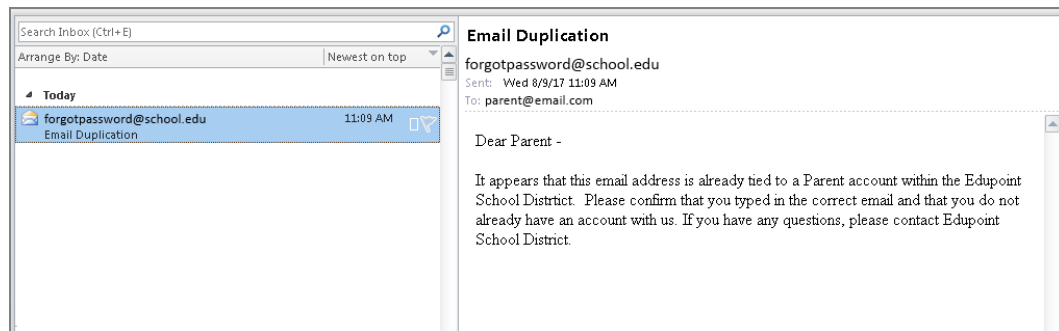 Search Inbox (Ctrl+E)
Arrange By: Date
Newest on top
Today
forgotpassword@school.edu
11:09 AM
Email Duplication
Email Duplication
forgotpassword@school.edu
Sent: Wed 8/9/17 11:09 AM
To: parent@email.com
Dear Parent -
It appears that this email address is already tied to a Parent account within the Edupoint
School Distrtict.  Please confirm that you typed in the correct email and that you do not
already have an account with us. If you have any questions, please contact Edupoint
School District.